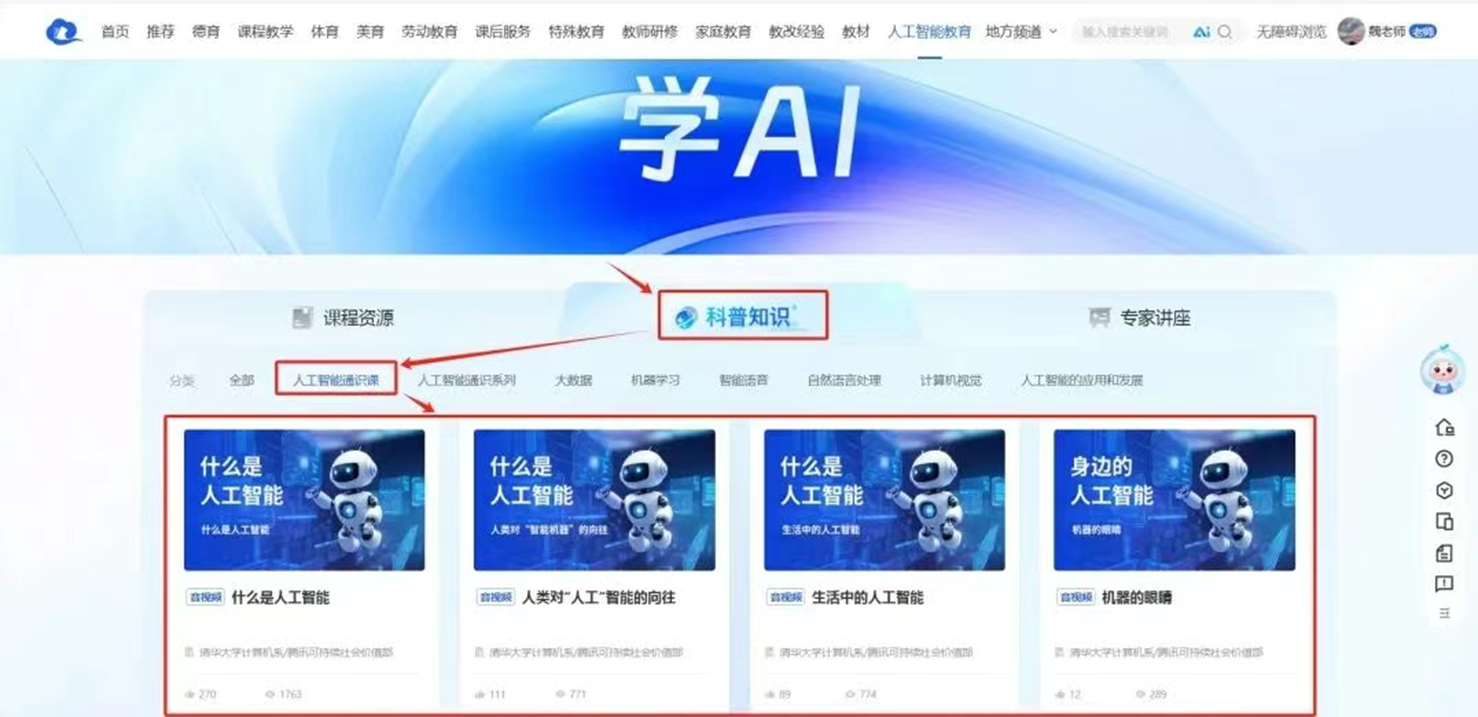 首页 推荐 德育 课程教学 体育 美育 劳动教育 课后服务 特殊教育 教师研修 家庭教育 教改经验 教材 人工智能教育 地方频道 输入搜索关键词 Ai 无障碍浏览 魏老师 老师
学AI
课程资源 科普知识 专家讲座
分类 全部 人工智能通识课 人工智能通识系列 大数据 机器学习 智能语音 自然语言处理 计算机视觉 人工智能的应用和发展
什么是 什么是 什么是 身边的
人工智能 人工智能 人工智能 人工智能
什么是人工智能 人类对“智能机器”的向往 生活中的人工智能 机器的眼睛
音视频 什么是人工智能 音视频 人类对“人工”智能的向往 音视频 生活中的人工智能 音视频 机器的眼睛
清华大学计算机系/腾讯可持续社会价值部 清华大学计算机系/腾讯可持续社会价值部 清华大学计算机系/腾讯可持续社会价值部 清华大学计算机系/腾讯可持续社会价值部
270 1763 111 771 89 774 12 289